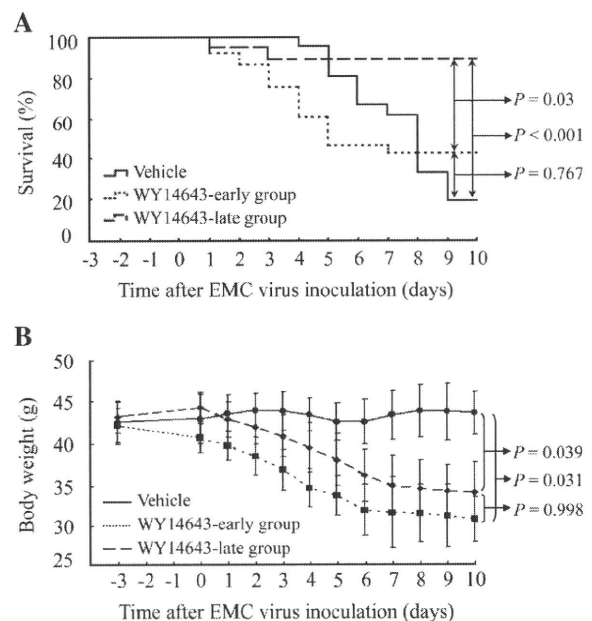 A
100
80
60
40
20
0
Survival (%)
Vehicle
WY14643-early group
WY14643-late group
P = 0.03
P < 0.001
P = 0.767
-3 -2 -1 0 1 2 3 4 5 6 7 8 9 10
Time after EMC virus inoculation (days)
B
50
45
40
35
30
25
Body weight (g)
Vehicle
WY14643-early group
WY14643-late group
P = 0.039
P = 0.031
P = 0.998
-3 -2 -1 0 1 2 3 4 5 6 7 8 9 10
Time after EMC virus inoculation (days)